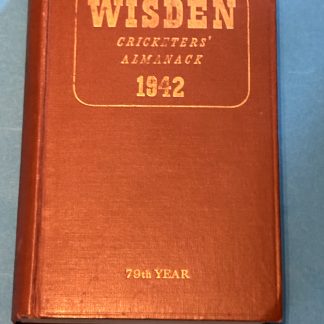 WISDEN
CRICKETERS'
ALMANACK
1942
79th YEAR